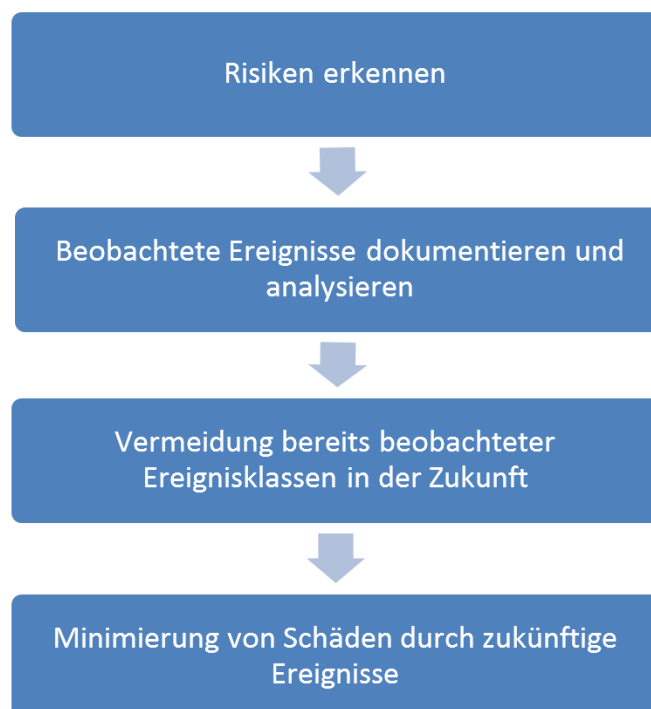 Risiken erkennen
Beobachtete Ereignisse dokumentieren und
analysieren
Vermeidung bereits beobachteter
Ereignisklassen in der Zukunft
Minimierung von Schäden durch zukünftige
Ereignisse